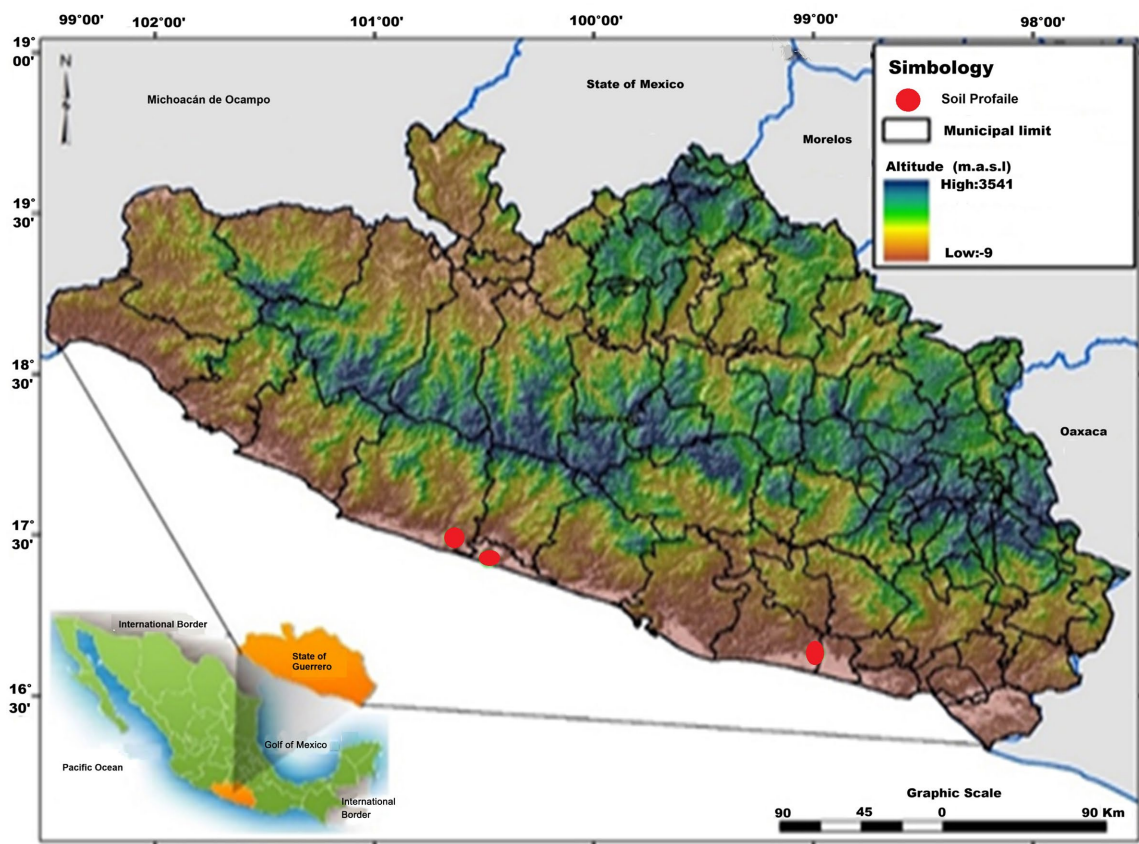 99°00' 102°00' 101°00' 100°00' 99°00' 98°00'
19°
00'
19°
30'
18°
30'
17°
30'
16°
30'
N
Michoacán de Ocampo
State of Mexico
Morelos
Oaxaca
Simbology
Soil Profaile
Municipal limit
Altitude (m.a.s.l)
High:3541
Low:-9
International Border
State of
Guerrero
Golf of Mexico
Pacific Ocean
International
Border
Graphic Scale
90 45 0 90 Km